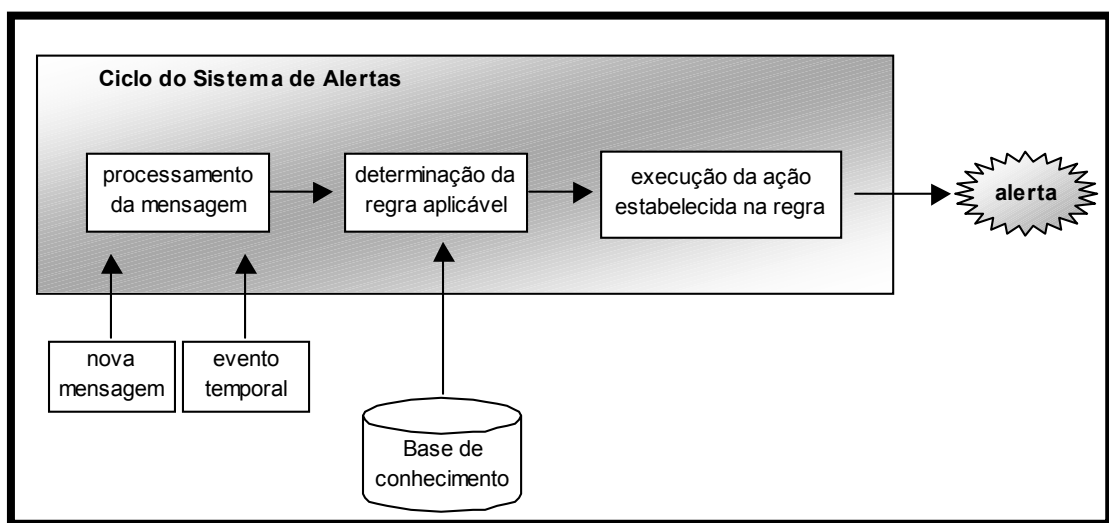 Ciclo do Sistema de Alertas
processamento
da mensagem
determinação da
regra aplicável
execução da ação
estabelecida na regra
alerta
nova
mensagem
evento
temporal
Base de
conhecimento